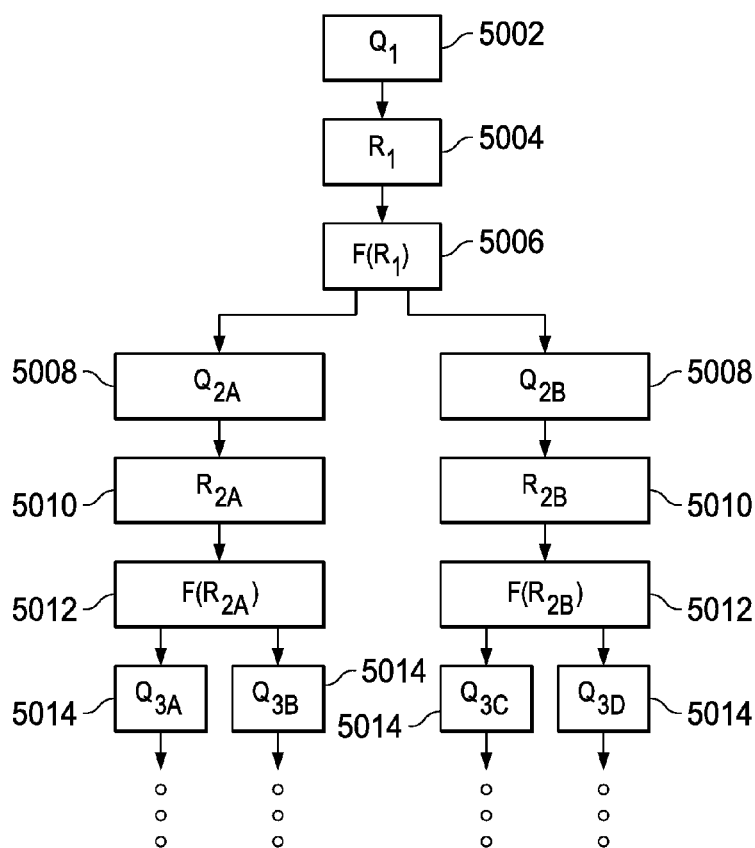 Q1 5002
R1 5004
F(R1) 5006
5008 Q2A Q2B 5008
5010 R2A R2B 5010
5012 F(R2A) F(R2B) 5012
5014 Q3A Q3B 5014 5014 Q3C Q3D 5014